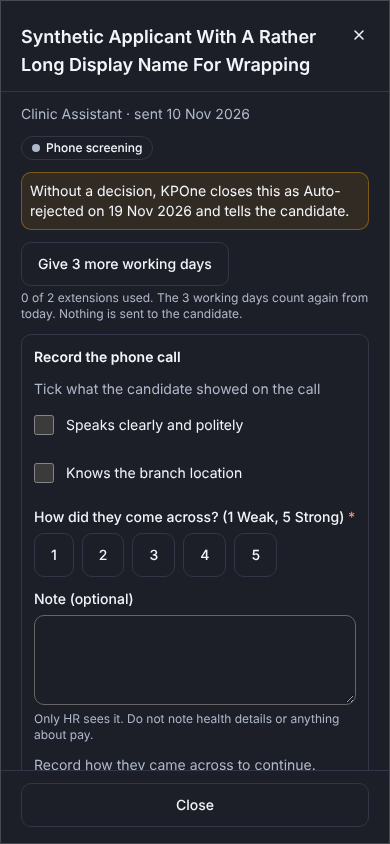 Synthetic Applicant With A Rather
Long Display Name For Wrapping
Clinic Assistant · sent 10 Nov 2026
Phone screening
Without a decision, KPOne closes this as Auto-
rejected on 19 Nov 2026 and tells the candidate.
Give 3 more working days
0 of 2 extensions used. The 3 working days count again from
today. Nothing is sent to the candidate.
Record the phone call
Tick what the candidate showed on the call
Speaks clearly and politely
Knows the branch location
How did they come across? (1 Weak, 5 Strong) *
1 2 3 4 5
Note (optional)
Only HR sees it. Do not note health details or anything
about pay.
Record how they came across to continue.
Close